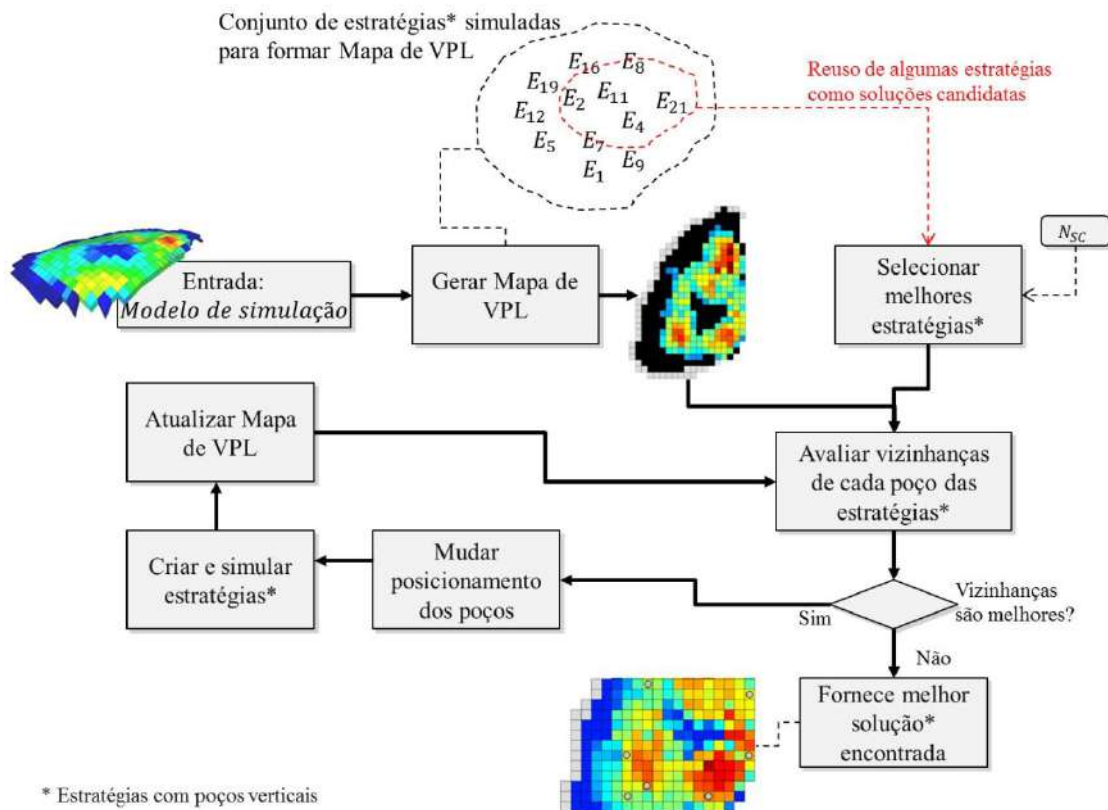 Conjunto de estratégias* simuladas
para formar Mapa de VPL
E₁₆ E₈
E₁₉ E₂ E₁₁ E₂₁
E₁₂ E₄
E₅ E₇
E₁ E₉
Reuso de algumas estratégias
como soluções candidatas
N_SC
Entrada:
Modelo de simulação
Gerar Mapa de
VPL
Selecionar
melhores
estratégias*
Atualizar Mapa
de VPL
Avaliar vizinhanças
de cada poço das
estratégias*
Criar e simular
estratégias*
Mudar
posicionamento
dos poços
Sim
Vizinhanças
são melhores?
Não
Fornece melhor
solução*
encontrada
* Estratégias com poços verticais